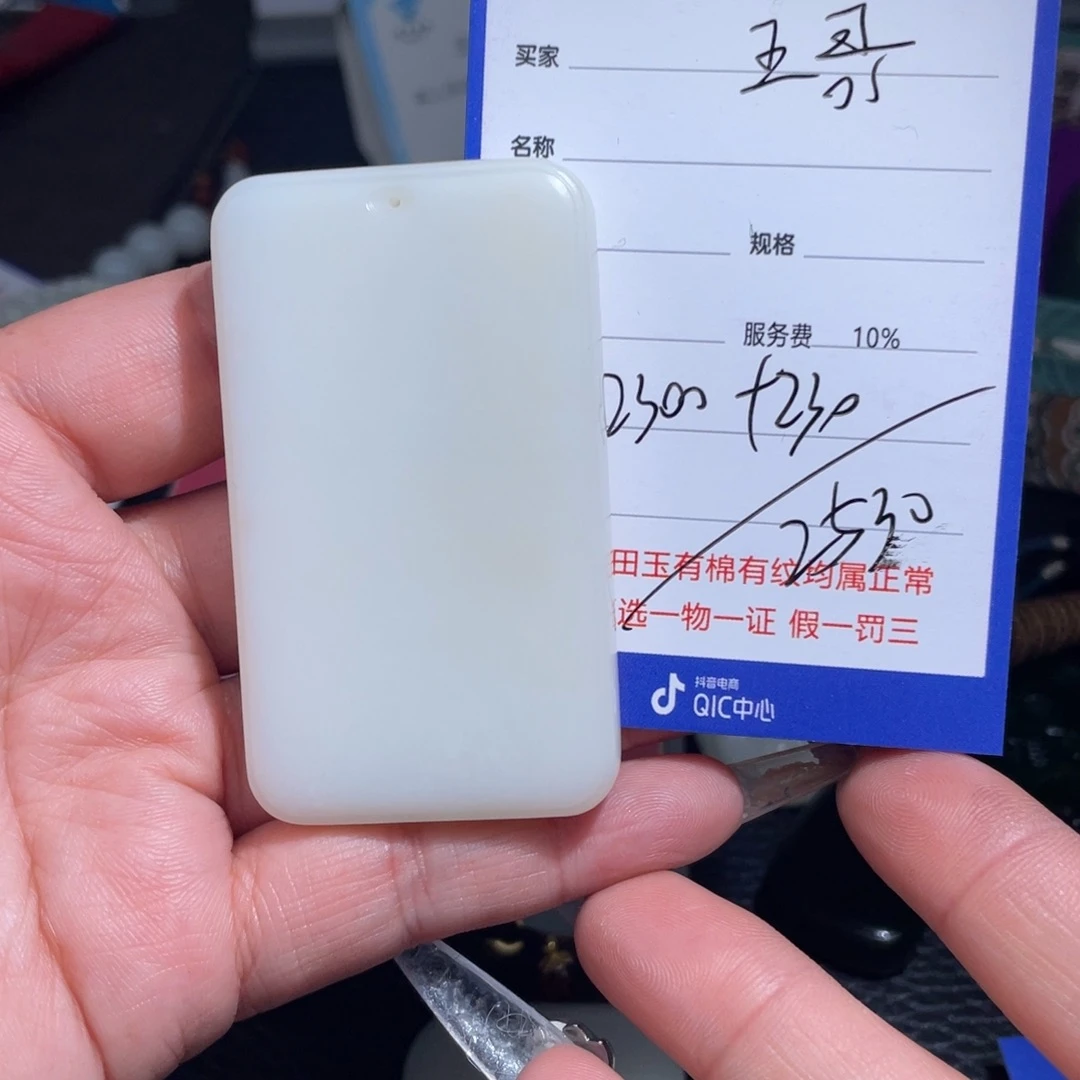 买家 王哥
名称
规格
服务费 10%
2300 +230
2530
田玉有棉有纹均属正常
选一物一证 假一罚三
抖音电商
QIC中心